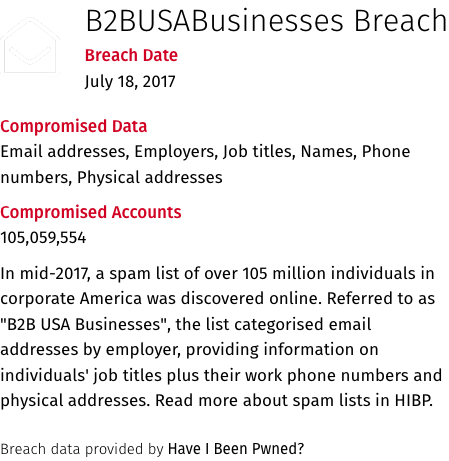 B2BUSABusinesses Breach
Breach Date
July 18, 2017
Compromised Data
Email addresses, Employers, Job titles, Names, Phone
numbers, Physical addresses
Compromised Accounts
105,059,554
In mid-2017, a spam list of over 105 million individuals in
corporate America was discovered online. Referred to as
"B2B USA Businesses", the list categorised email
addresses by employer, providing information on
individuals' job titles plus their work phone numbers and
physical addresses. Read more about spam lists in HIBP.
Breach data provided by Have I Been Pwned?